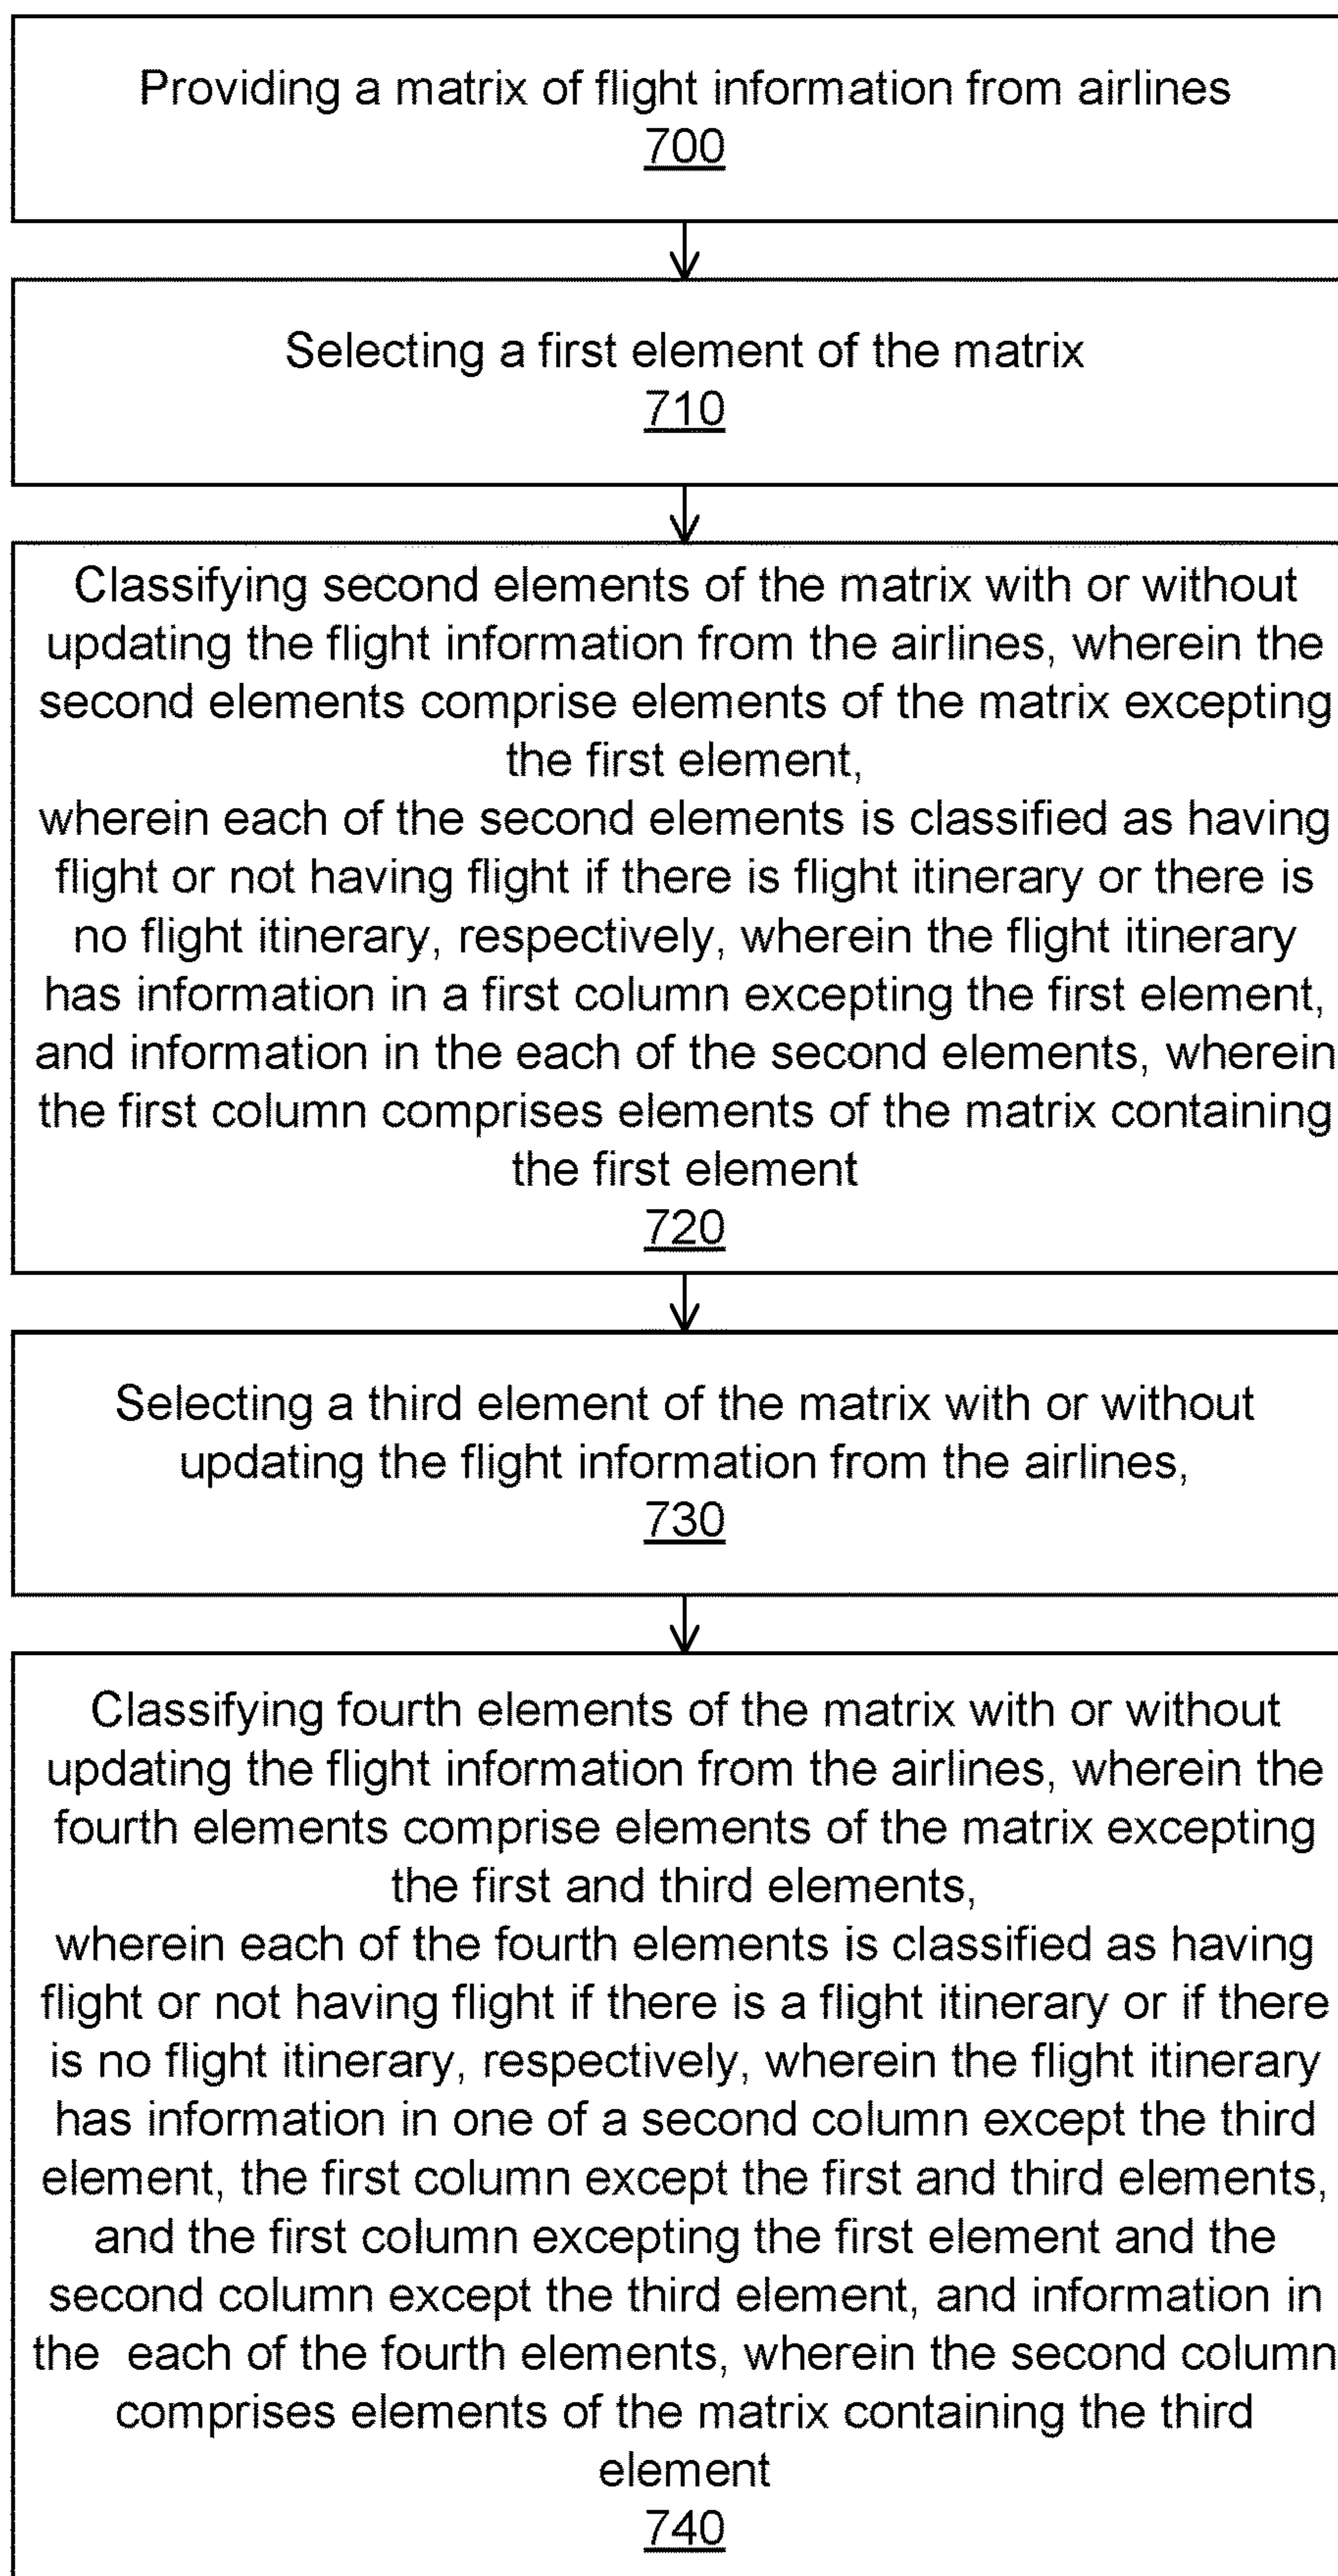 Providing a matrix of flight information from airlines
700
Selecting a first element of the matrix
710
Classifying second elements of the matrix with or without
updating the flight information from the airlines, wherein the
second elements comprise elements of the matrix excepting
the first element,
wherein each of the second elements is classified as having
flight or not having flight if there is flight itinerary or there is
no flight itinerary, respectively, wherein the flight itinerary
has information in a first column excepting the first element,
and information in the each of the second elements, wherein
the first column comprises elements of the matrix containing
the first element
720
Selecting a third element of the matrix with or without
updating the flight information from the airlines,
730
Classifying fourth elements of the matrix with or without
updating the flight information from the airlines, wherein the
fourth elements comprise elements of the matrix excepting
the first and third elements,
wherein each of the fourth elements is classified as having
flight or not having flight if there is a flight itinerary or if there
is no flight itinerary, respectively, wherein the flight itinerary
has information in one of a second column except the third
element, the first column except the first and third elements,
and the first column excepting the first element and the
second column except the third element, and information in
the each of the fourth elements, wherein the second column
comprises elements of the matrix containing the third
element
740